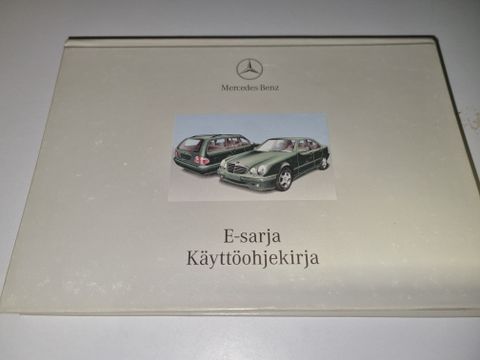 Mercedes Benz
E-sarja
Käyttöohjekirja